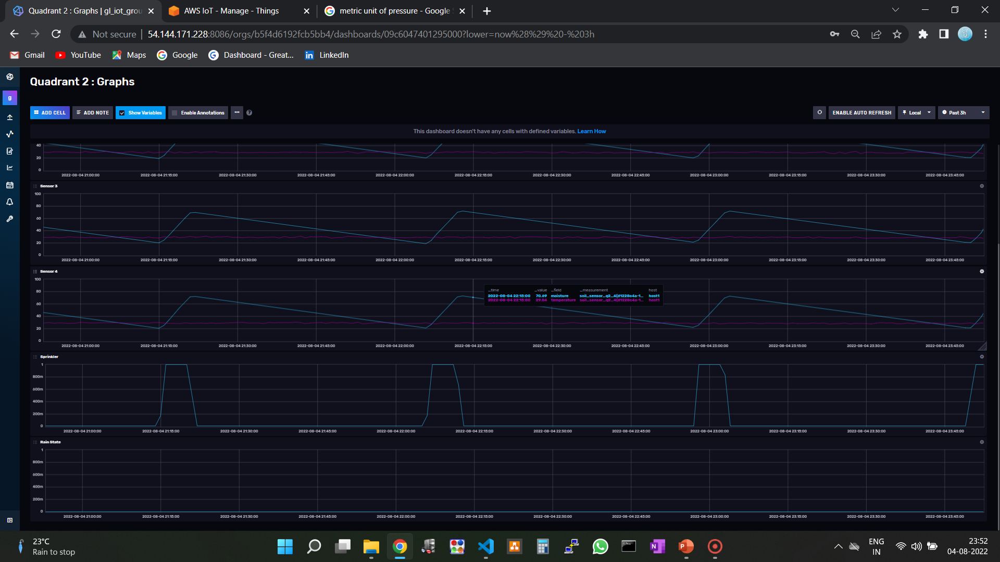 Quadrant 2 : Graphs | gl_iot_grou
AWS IoT - Manage - Things
metric unit of pressure - Google
Not secure | 54.144.171.228:8086/orgs/b5f4d6192fcb5bb4/dashboards/09c6047401295000?lower=now%28%29%20-%203h
Gmail YouTube Maps Google Dashboard - Great... LinkedIn
Quadrant 2 : Graphs
g
ADD CELL ADD NOTE Show Variables Enable Annotations ... ? ENABLE AUTO REFRESH Local Past 3h
This dashboard doesn't have any cells with defined variables. Learn How
40
20
0
2022-08-04 21:00:00 2022-08-04 21:15:00 2022-08-04 21:30:00 2022-08-04 21:45:00 2022-08-04 22:00:00 2022-08-04 22:15:00 2022-08-04 22:30:00 2022-08-04 22:45:00 2022-08-04 23:00:00 2022-08-04 23:15:00 2022-08-04 23:30:00 2022-08-04 23:45:00
Sensor 3
100
80
60
40
20
0
2022-08-04 21:00:00 2022-08-04 21:15:00 2022-08-04 21:30:00 2022-08-04 21:45:00 2022-08-04 22:00:00 2022-08-04 22:15:00 2022-08-04 22:30:00 2022-08-04 22:45:00 2022-08-04 23:00:00 2022-08-04 23:15:00 2022-08-04 23:30:00 2022-08-04 23:45:00
Sensor 4
100
80
60
40
20
0
_time _value _field _measurement host
2022-08-04 22:15:00 70.69 moisture soil_sensor_q2_4(d1228c4a-1... host1
2022-08-04 22:15:00 29.04 temperature soil_sensor_q2_4(d1228c4a-1... host1
2022-08-04 21:00:00 2022-08-04 21:15:00 2022-08-04 21:30:00 2022-08-04 21:45:00 2022-08-04 22:00:00 2022-08-04 22:15:00 2022-08-04 22:30:00 2022-08-04 22:45:00 2022-08-04 23:00:00 2022-08-04 23:15:00 2022-08-04 23:30:00 2022-08-04 23:45:00
Sprinkler
1
800m
600m
400m
200m
0
2022-08-04 21:00:00 2022-08-04 21:15:00 2022-08-04 21:30:00 2022-08-04 21:45:00 2022-08-04 22:00:00 2022-08-04 22:15:00 2022-08-04 22:30:00 2022-08-04 22:45:00 2022-08-04 23:00:00 2022-08-04 23:15:00 2022-08-04 23:30:00 2022-08-04 23:45:00
Rain State
1
800m
600m
400m
200m
0
2022-08-04 21:00:00 2022-08-04 21:15:00 2022-08-04 21:30:00 2022-08-04 21:45:00 2022-08-04 22:00:00 2022-08-04 22:15:00 2022-08-04 22:30:00 2022-08-04 22:45:00 2022-08-04 23:00:00 2022-08-04 23:15:00 2022-08-04 23:30:00 2022-08-04 23:45:00
23°C
Rain to stop
ENG
IN
23:52
04-08-2022